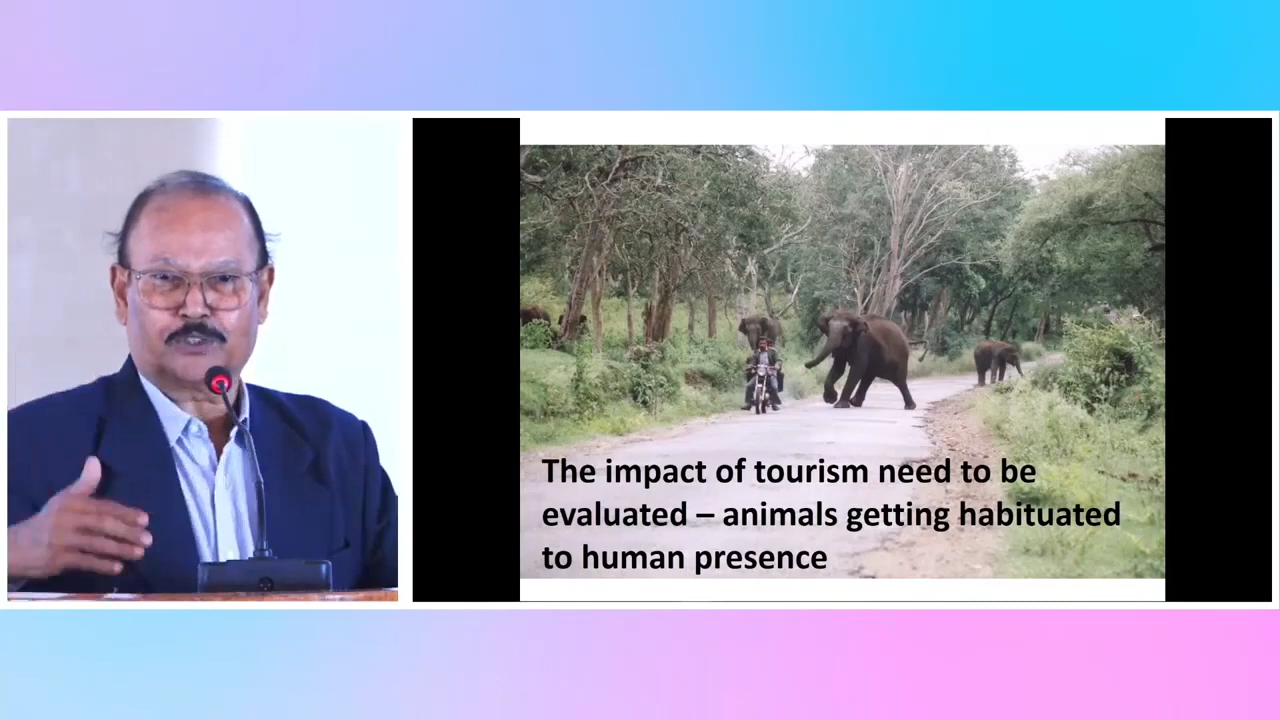 The impact of tourism need to be
evaluated – animals getting habituated
to human presence